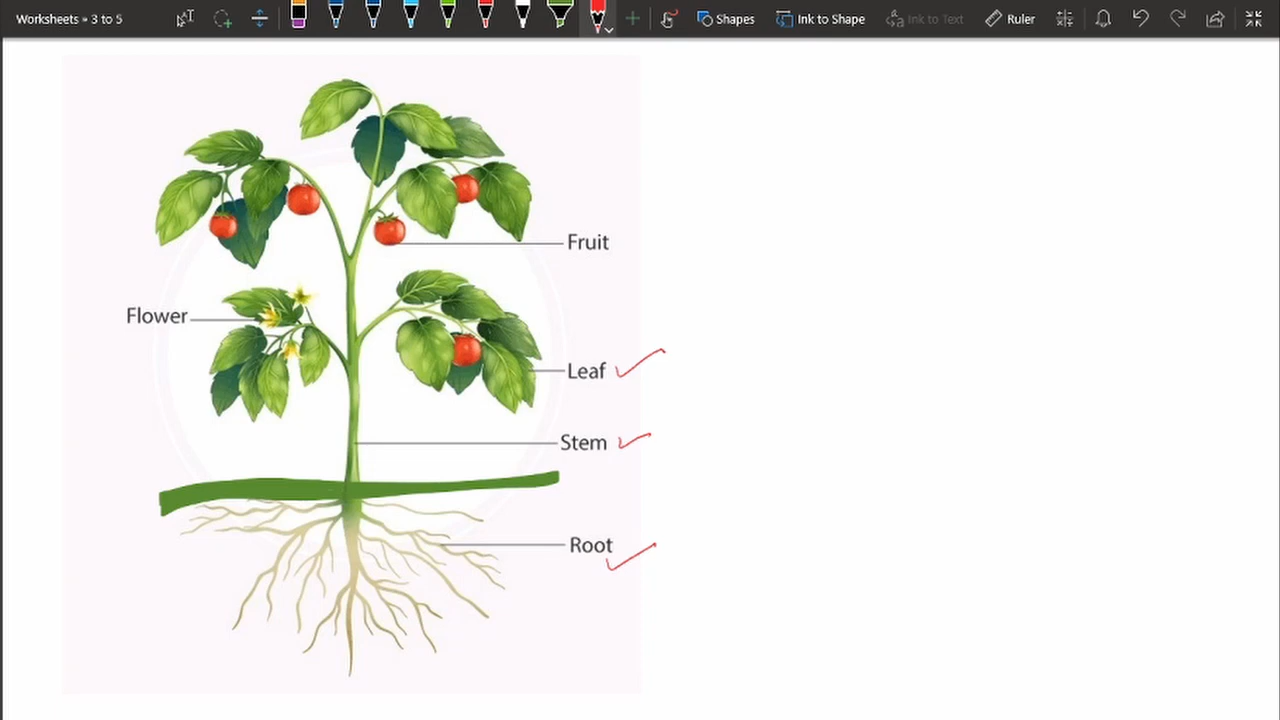 Worksheets = 3 to 5
Shapes
Ink to Shape
Ink to Text
Ruler
Fruit
Flower
Leaf
Stem
Root